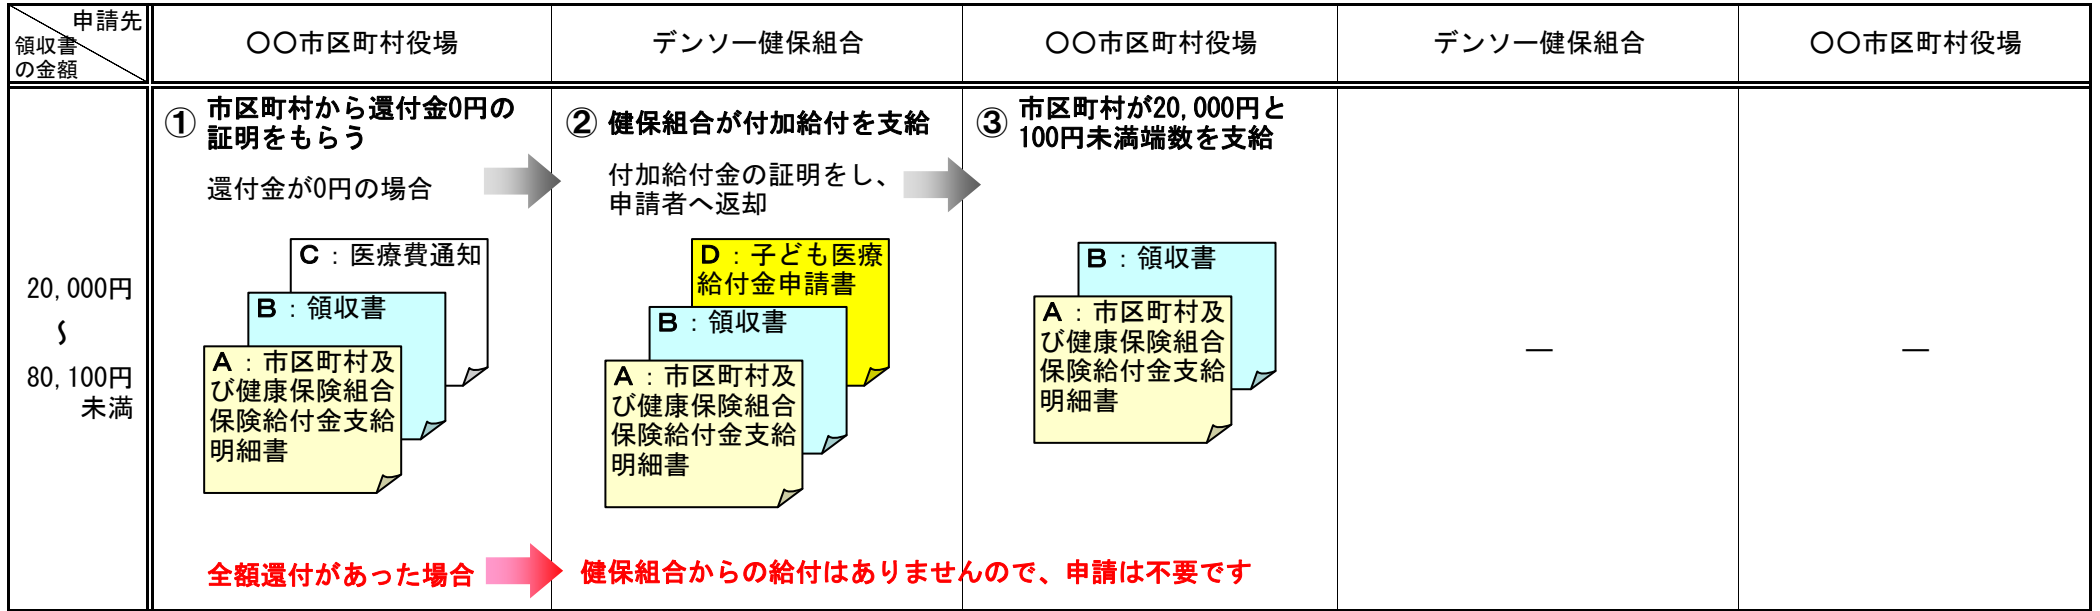 申請先
領収書
の金額
〇〇市区町村役場
デンソー健保組合
〇〇市区町村役場
デンソー健保組合
〇〇市区町村役場
20,000円
～
80,100円
未満
① 市区町村から還付金0円の
証明をもらう
還付金が0円の場合
C：医療費通知
B：領収書
A：市区町村及
び健康保険組合
保険給付金支給
明細書
② 健保組合が付加給付を支給
付加給付金の証明をし、
申請者へ返却
D：子ども医療
給付金申請書
B：領収書
A：市区町村及
び健康保険組合
保険給付金支給
明細書
③ 市区町村が20,000円と
100円未満端数を支給
B：領収書
A：市区町村及
び健康保険組合
保険給付金支給
明細書
―
―
全額還付があった場合
健保組合からの給付はありませんので、申請は不要です